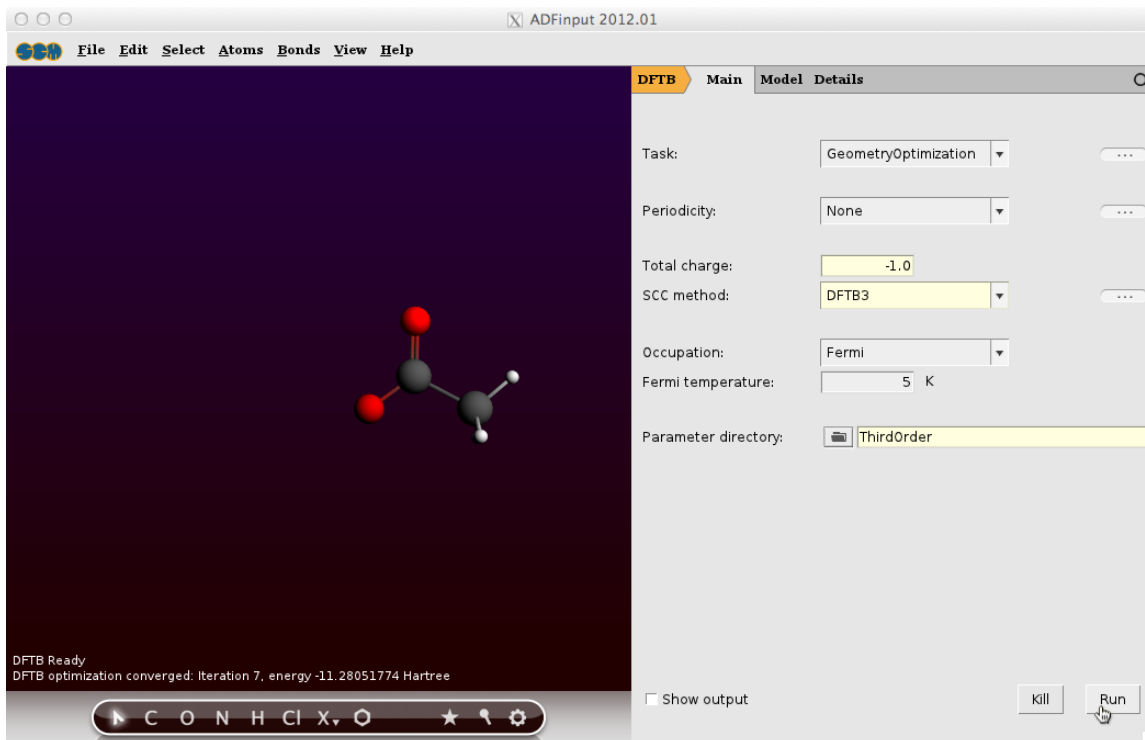 X ADFinput 2012.01
SCM File Edit Select Atoms Bonds View Help
DFTB Main Model Details
Task: GeometryOptimization ...
Periodicity: None ...
Total charge: -1.0
SCC method: DFTB3 ...
Occupation: Fermi
Fermi temperature: 5 K
Parameter directory: ThirdOrder
DFTB Ready
DFTB optimization converged: Iteration 7, energy -11.28051774 Hartree
Show output Kill Run
C O N H Cl X